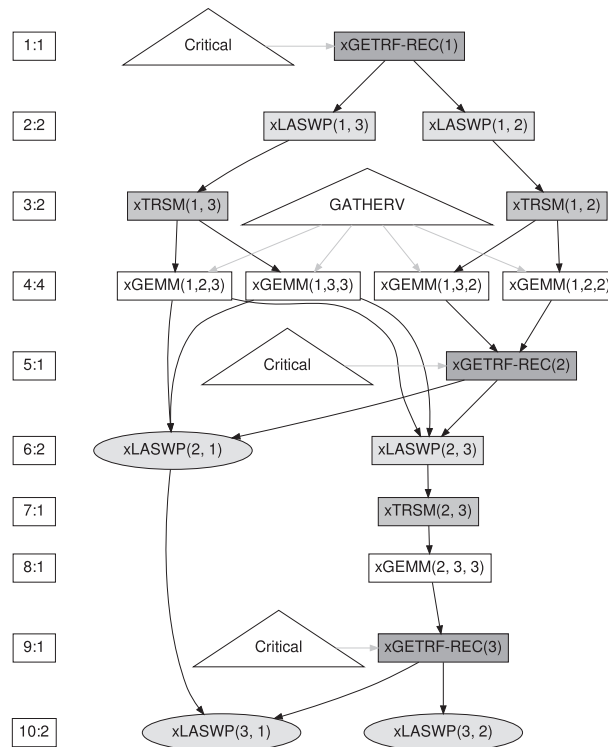 1:1
Critical
xGETRF-REC(1)
2:2
xLASWP(1, 3)
xLASWP(1, 2)
3:2
xTRSM(1, 3)
GATHERV
xTRSM(1, 2)
4:4
xGEMM(1,2,3)
xGEMM(1,3,3)
xGEMM(1,3,2)
xGEMM(1,2,2)
5:1
Critical
xGETRF-REC(2)
6:2
xLASWP(2, 1)
xLASWP(2, 3)
7:1
xTRSM(2, 3)
8:1
xGEMM(2, 3, 3)
9:1
Critical
xGETRF-REC(3)
10:2
xLASWP(3, 1)
xLASWP(3, 2)